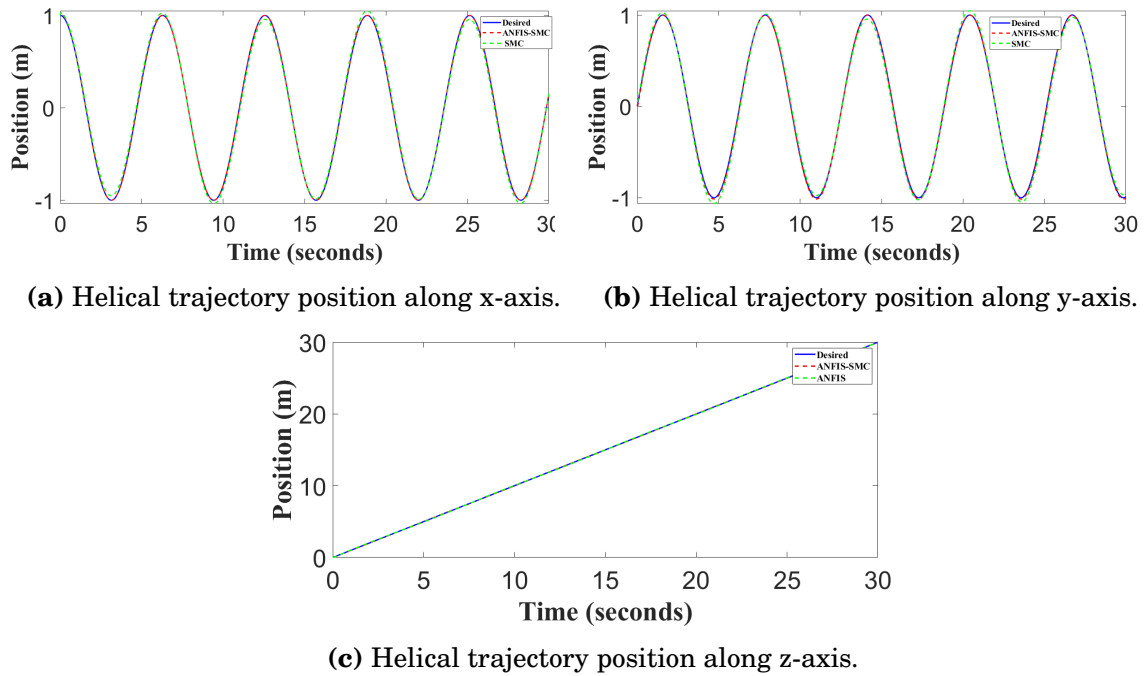 1
0
-1
Position (m)
Desired
ANFIS-SMC
SMC
0 5 10 15 20 25 30
Time (seconds)
(a) Helical trajectory position along x-axis.
1
0
-1
Position (m)
Desired
ANFIS-SMC
SMC
0 5 10 15 20 25 30
Time (seconds)
(b) Helical trajectory position along y-axis.
30
20
10
0
Position (m)
Desired
ANFIS-SMC
ANFIS
0 5 10 15 20 25 30
Time (seconds)
(c) Helical trajectory position along z-axis.